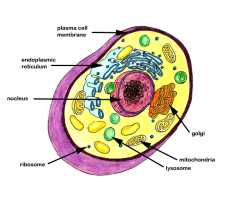 plasma cell
membrane
endoplasmic
reticulum
nucleus
golgi
mitochondria
ribosome
lysosome